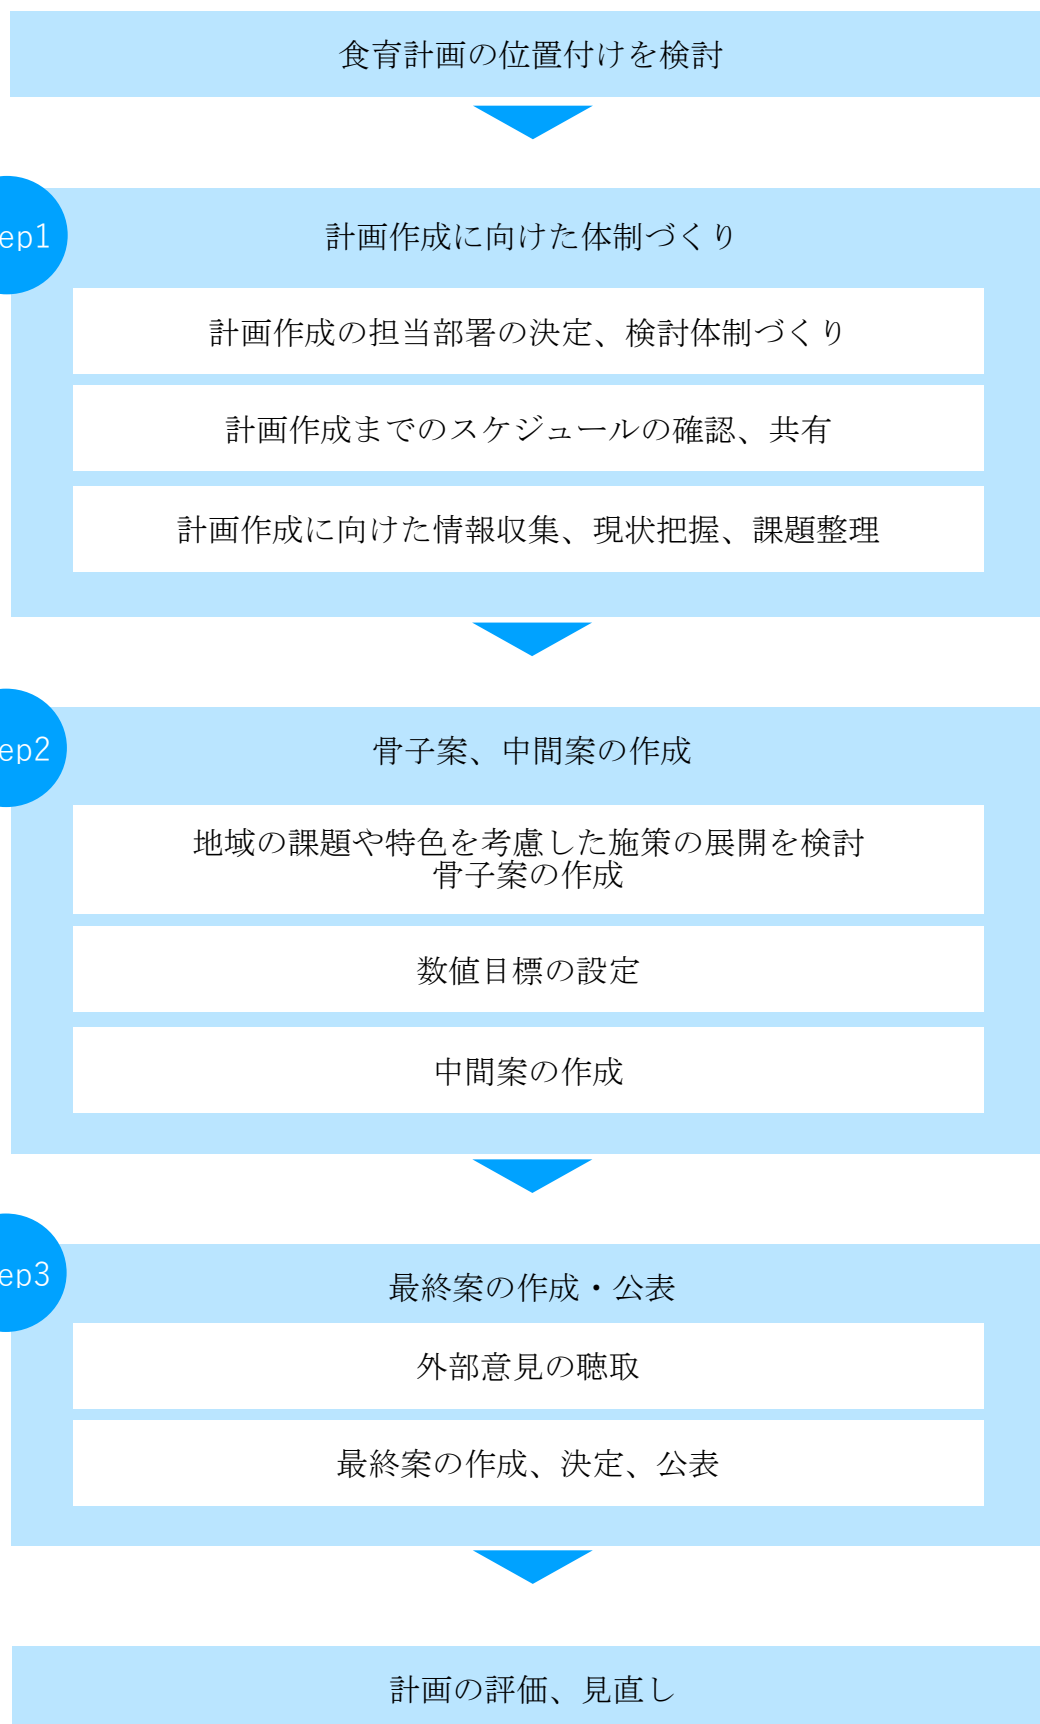 食育計画の位置付けを検討
ep1
計画作成に向けた体制づくり
計画作成の担当部署の決定、検討体制づくり
計画作成までのスケジュールの確認、共有
計画作成に向けた情報収集、現状把握、課題整理
ep2
骨子案、中間案の作成
地域の課題や特色を考慮した施策の展開を検討
骨子案の作成
数値目標の設定
中間案の作成
ep3
最終案の作成・公表
外部意見の聴取
最終案の作成、決定、公表
計画の評価、見直し